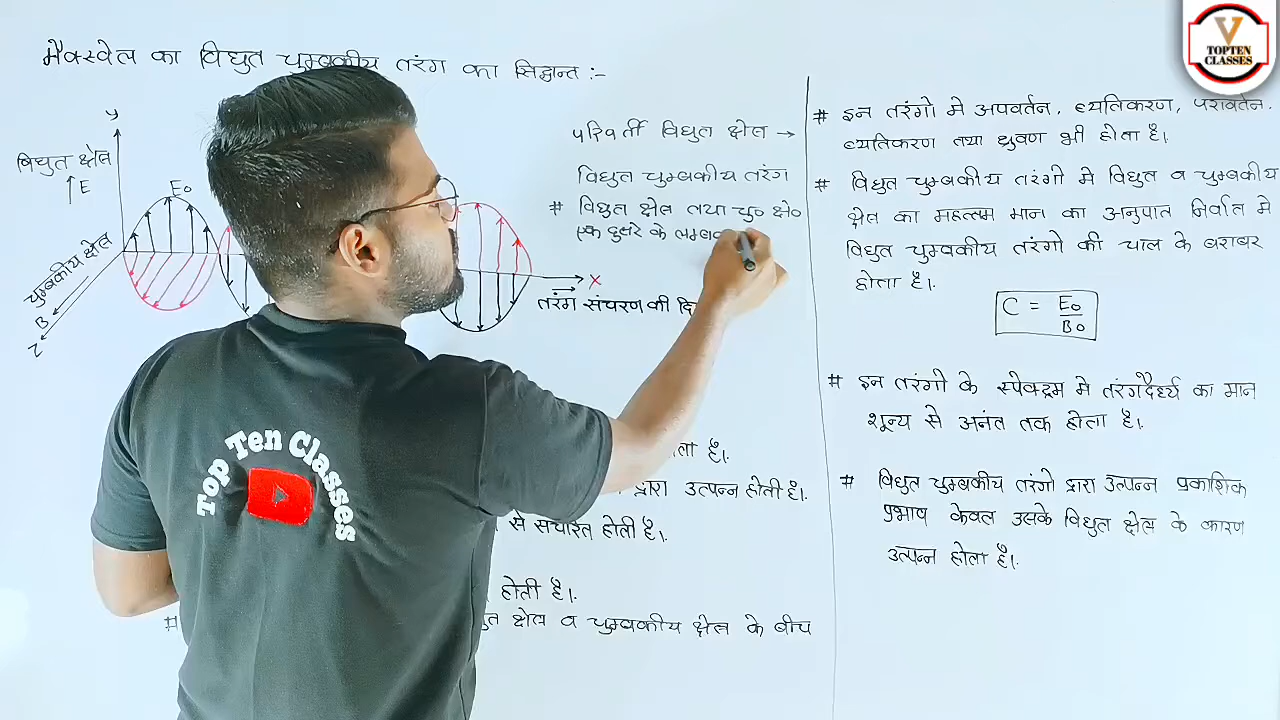 मैक्स्वेल का विधुत चुम्बकीय तरंग का सिद्धान्त :-
y
विधुत क्षेत्र
E
E₀
चुम्बकीय क्षेत्र
B
Z
X
तरंग संचरण की दि
परिवर्ती विधुत क्षेत्र →
विधुत चुम्बकीय तरंग
# विधुत क्षेत्र तथा चु० क्षे०
एक दुसरे के लम्बव
ता है।
द्वारा उत्पन्न होती है।
से संचारित होती है।
होती है।
# क्षेत्र व चुम्बकीय क्षेत्र के बीच
# इन तरंगो मे अपवर्तन, व्यतिकरण, परावर्तन,
व्यतिकरण तथा ध्रुवण भी होता है।
# विधुत चुम्बकीय तरंगो मे विधुत व चुम्बकीय
क्षेत्र का महत्तम मान का अनुपात निर्वात मे
विधुत चुम्बकीय तरंगो की चाल के बराबर
होता है।
C = E₀/B₀
# इन तरंगो के स्पेक्ट्रम मे तरंगदैर्ध्य का मान
शून्य से अनंत तक होता है।
# विधुत चुम्बकीय तरंगो द्वारा उत्पन्न प्रकाशिक
प्रभाव केवल उसके विधुत क्षेत्र के कारण
उत्पन्न होता है।
Top Ten Classes
V
TOPTEN
CLASSES